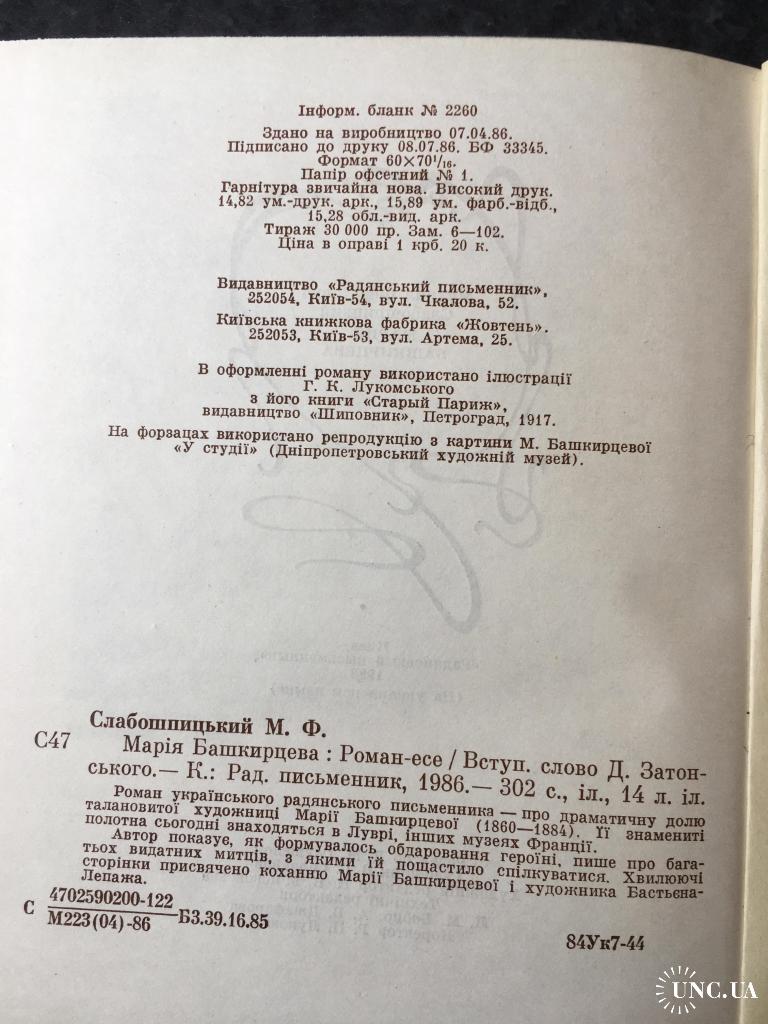 Інформ. бланк № 2260
Здано на виробництво 07.04.86.
Підписано до друку 08.07.86. БФ 33345.
Формат 60×70¹/₁₆.
Папір офсетний № 1.
Гарнітура звичайна нова. Високий друк.
14,82 ум.-друк. арк., 15,89 ум. фарб.-відб.,
15,28 обл.-вид. арк.
Тираж 30 000 пр. Зам. 6—102.
Ціна в оправі 1 крб. 20 к.
Видавництво «Радянський письменник»,
252054, Київ-54, вул. Чкалова, 52.
Київська книжкова фабрика «Жовтень».
252053, Київ-53, вул. Артема, 25.
В оформленні роману використано ілюстрації
Г. К. Лукомського
з його книги «Старый Париж»,
видавництво «Шиповник», Петроград, 1917.
На форзацах використано репродукцію з картини М. Башкирцевої
«У студії» (Дніпропетровський художній музей).
Слабошпицький М. Ф.
С47 Марія Башкирцева : Роман-есе / Вступ. слово Д. Затон-
ського.— К.: Рад. письменник, 1986.— 302 с., іл., 14 л. іл.
Роман українського радянського письменника — про драматичну долю
талановитої художниці Марії Башкирцевої (1860—1884). Її знамениті
полотна сьогодні знаходяться в Луврі, інших музеях Франції.
Автор показує, як формувалось обдаровання героїні, пише про бага-
тьох видатних митців, з якими їй пощастило спілкуватися. Хвилюючі
сторінки присвячено коханню Марії Башкирцевої і художника Бастьєна-
Лепажа.
С 4702590200-122
М223(04)-86 БЗ.39.16.85
84Ук7-44
UNC.UA